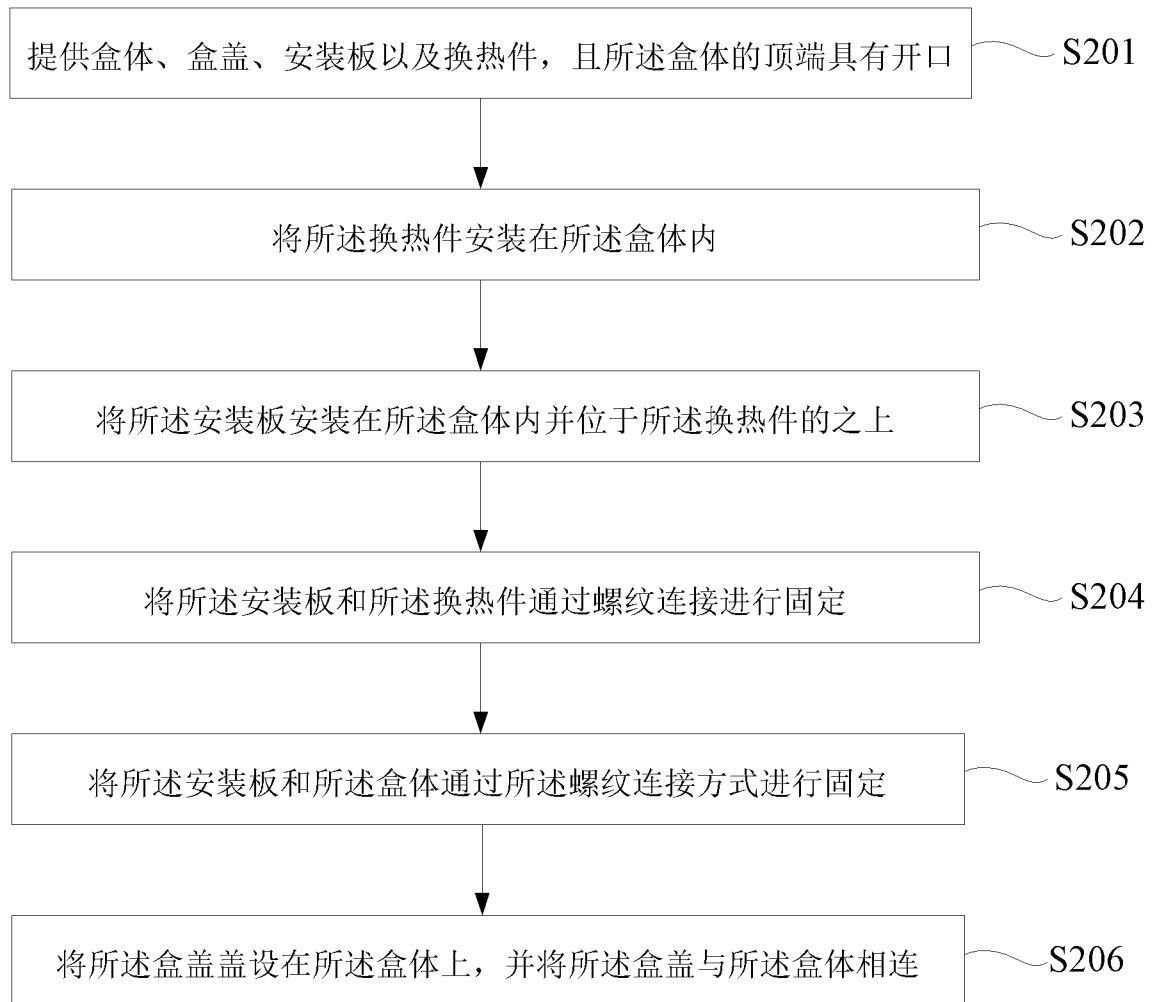 提供盒体、盒盖、安装板以及换热件，且所述盒体的顶端具有开口
S201
将所述换热件安装在所述盒体内
S202
将所述安装板安装在所述盒体内并位于所述换热件的之上
S203
将所述安装板和所述换热件通过螺纹连接进行固定
S204
将所述安装板和所述盒体通过所述螺纹连接方式进行固定
S205
将所述盒盖盖设在所述盒体上，并将所述盒盖与所述盒体相连
S206